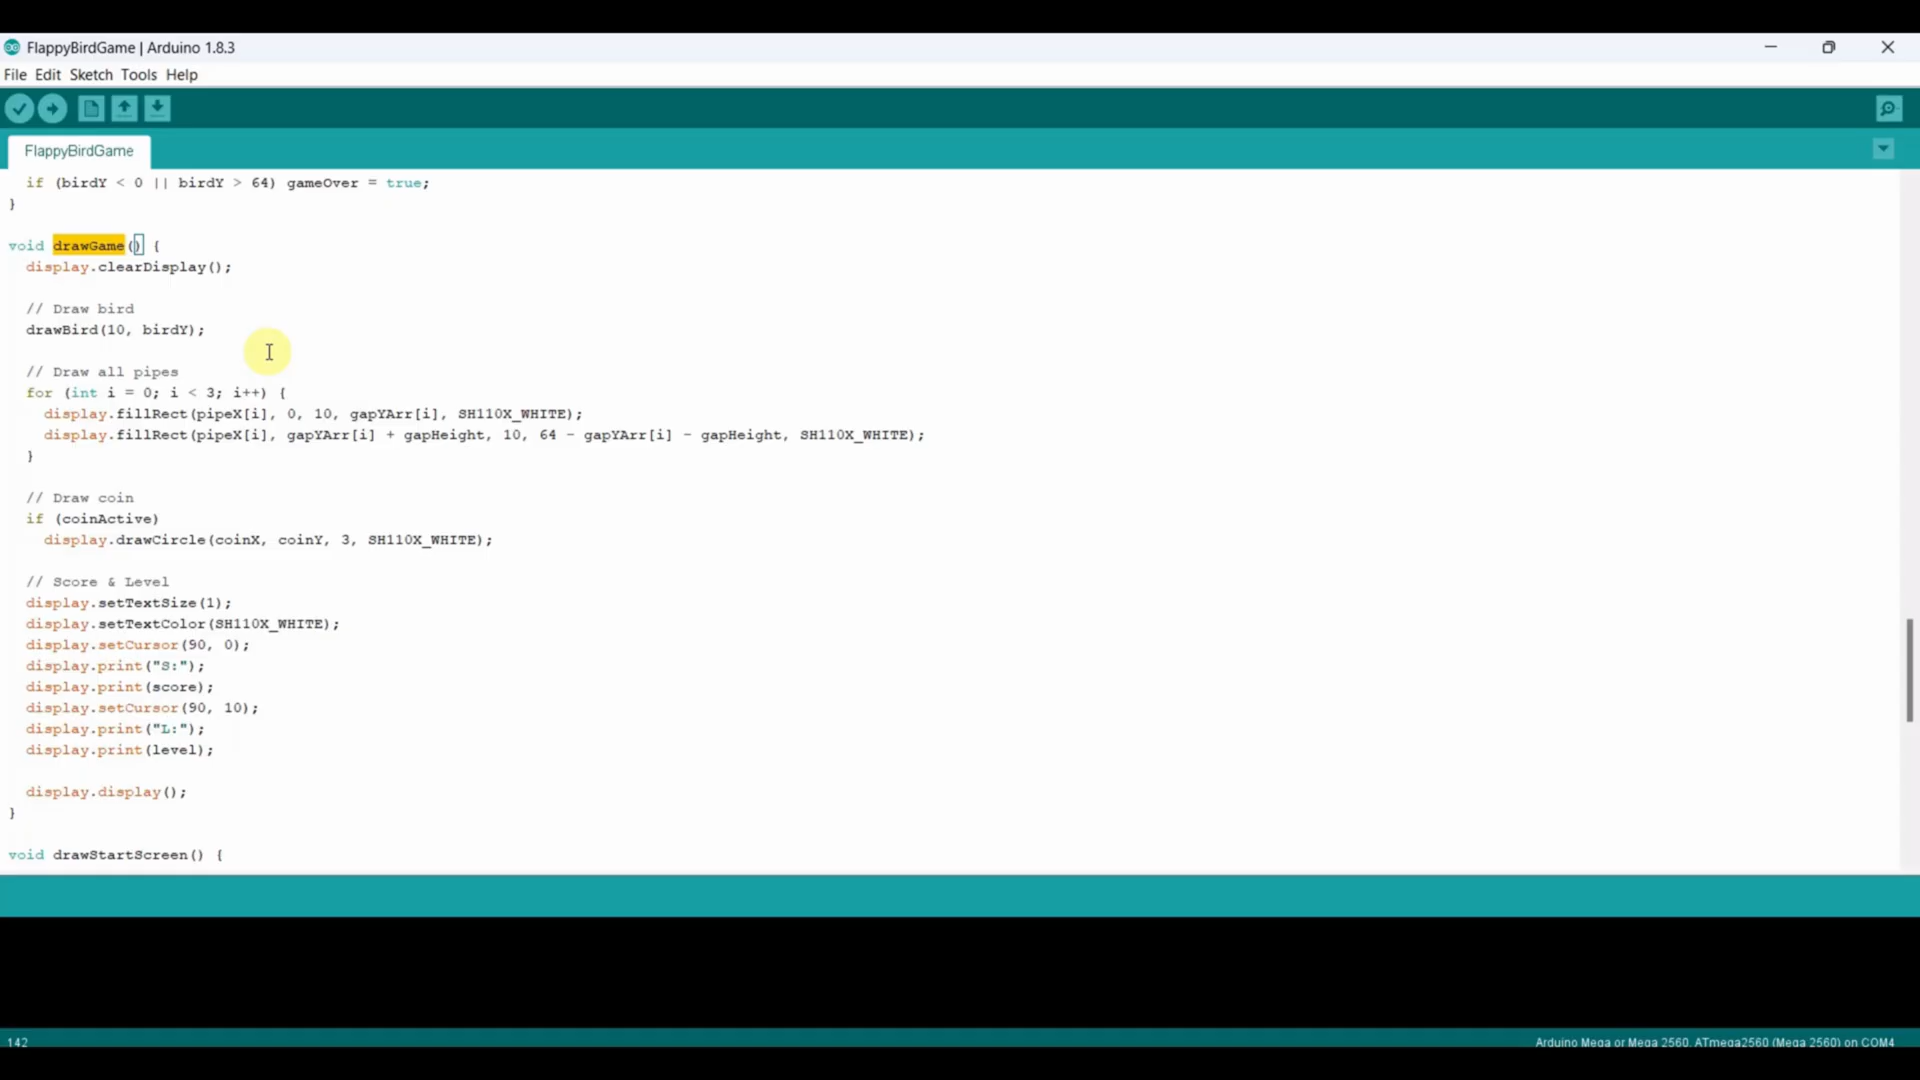 FlappyBirdGame | Arduino 1.8.3
File Edit Sketch Tools Help
FlappyBirdGame
if (birdY < 0 || birdY > 64) gameOver = true;
}
void drawGame() {
display.clearDisplay();
// Draw bird
drawBird(10, birdY);
// Draw all pipes
for (int i = 0; i < 3; i++) {
display.fillRect(pipeX[i], 0, 10, gapYArr[i], SH110X_WHITE);
display.fillRect(pipeX[i], gapYArr[i] + gapHeight, 10, 64 - gapYArr[i] - gapHeight, SH110X_WHITE);
}
// Draw coin
if (coinActive)
display.drawCircle(coinX, coinY, 3, SH110X_WHITE);
// Score & Level
display.setTextSize(1);
display.setTextColor(SH110X_WHITE);
display.setCursor(90, 0);
display.print("S:");
display.print(score);
display.setCursor(90, 10);
display.print("L:");
display.print(level);
display.display();
}
void drawStartScreen() {
142
Arduino Mega or Mega 2560, ATmega2560 (Mega 2560) on COM4